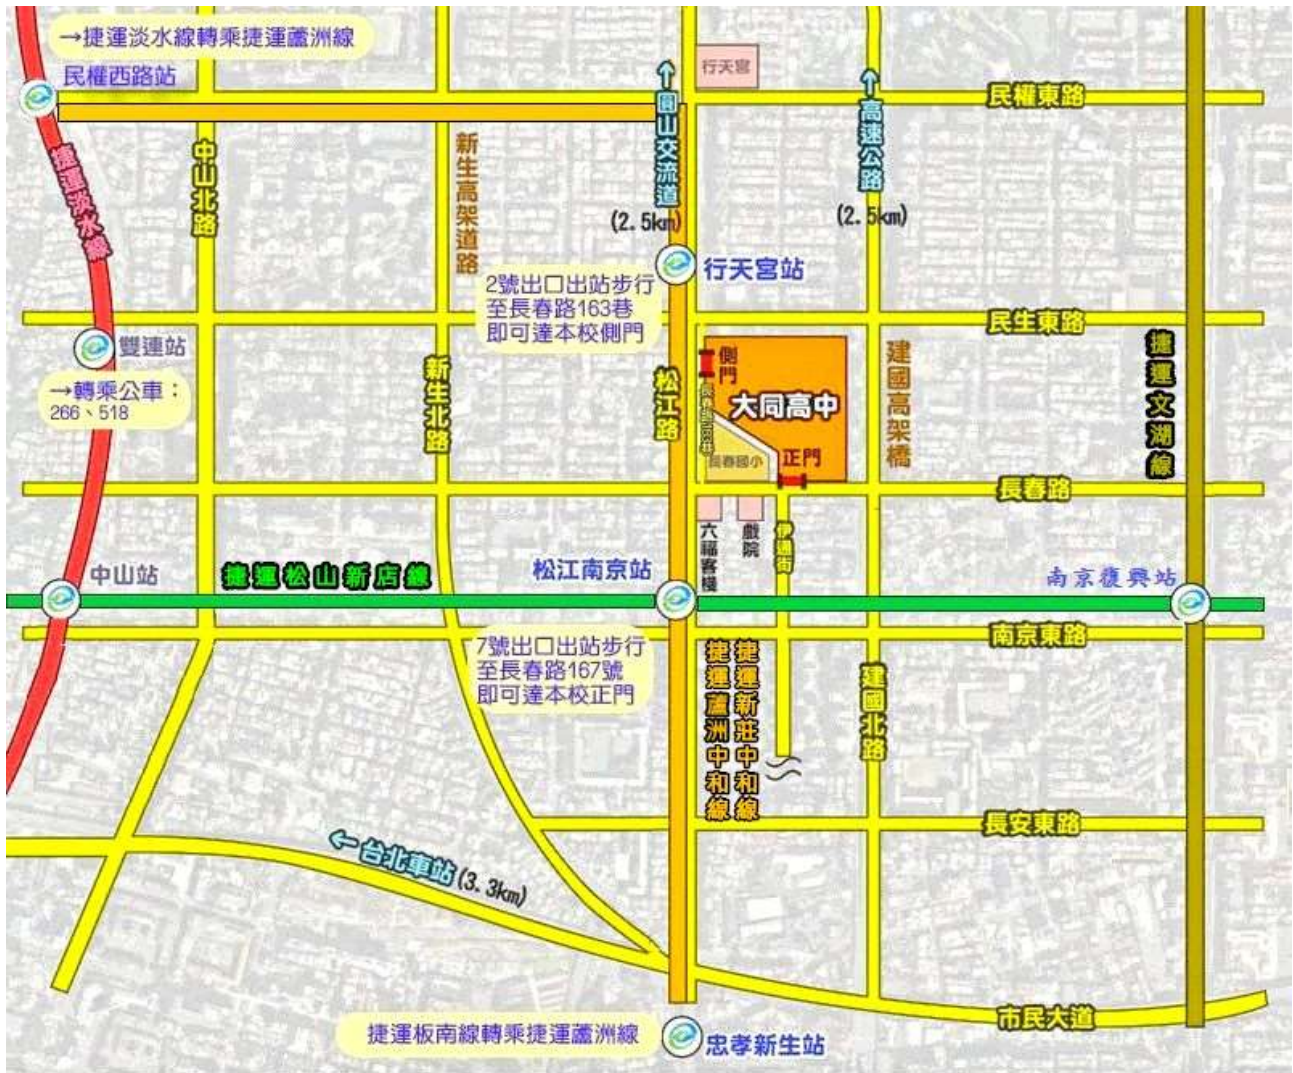 →捷運淡水線轉乘捷運蘆洲線
民權西路站
行天宮
民權東路
圓山交流道
(2.5km)
高速公路
(2.5km)
中山北路
捷運淡水線
新生高架道路
行天宮站
2號出口出站步行
至長春路163巷
即可達本校側門
民生東路
雙連站
→轉乘公車：
266、518
新生北路
松江路
側門
大同高中
長春國小
正門
建國高架橋
捷運文湖線
長春路
六福客棧
戲院
伊通街
中山站
捷運松山新店線
松江南京站
南京復興站
南京東路
7號出口出站步行
至長春路167號
即可達本校正門
捷運蘆洲中和線
捷運新莊中和線
建國北路
長安東路
←台北車站(3.3km)
市民大道
捷運板南線轉乘捷運蘆洲線
忠孝新生站